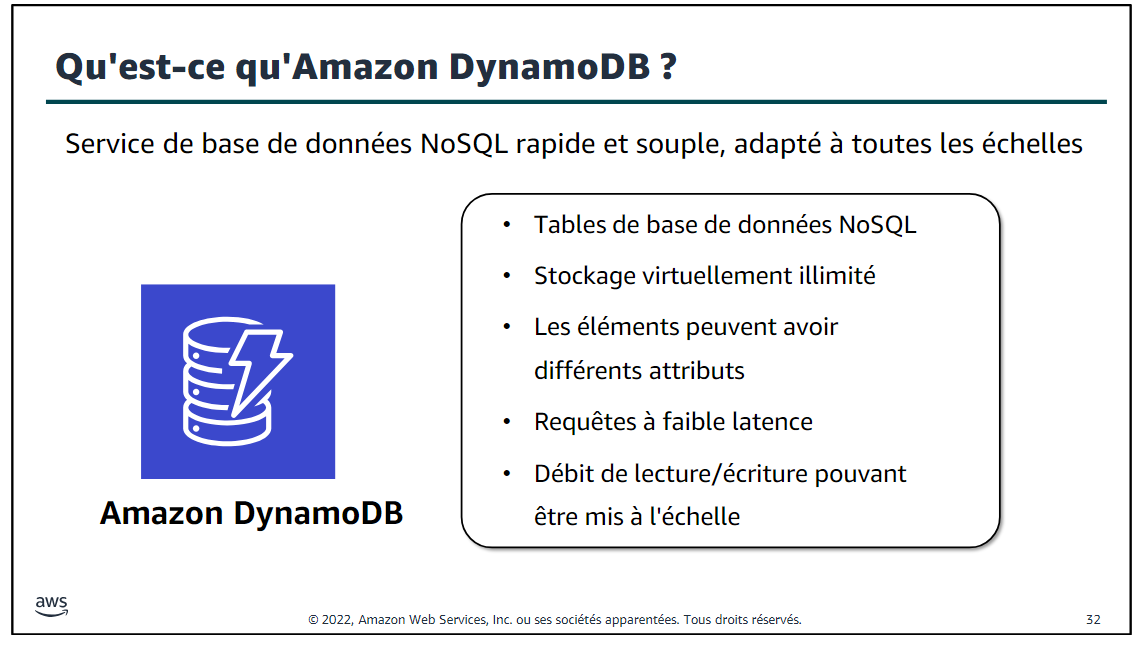 Qu'est-ce qu'Amazon DynamoDB ?
Service de base de données NoSQL rapide et souple, adapté à toutes les échelles
• Tables de base de données NoSQL
• Stockage virtuellement illimité
• Les éléments peuvent avoir
différents attributs
• Requêtes à faible latence
• Débit de lecture/écriture pouvant
être mis à l'échelle
Amazon DynamoDB
aws
© 2022, Amazon Web Services, Inc. ou ses sociétés apparentées. Tous droits réservés.
32